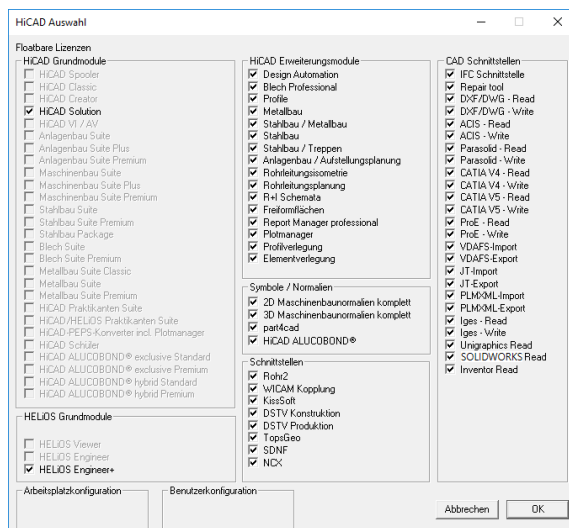 HiCAD Auswahl
Floatbare Lizenzen
HiCAD Grundmodule
HiCAD Spooler
HiCAD Classic
HiCAD Creator
HiCAD Solution
HiCAD VI / AV
Anlagenbau Suite
Anlagenbau Suite Plus
Anlagenbau Suite Premium
Maschinenbau Suite
Maschinenbau Suite Plus
Maschinenbau Suite Premium
Stahlbau Suite
Stahlbau Suite Premium
Stahlbau Package
Blech Suite
Blech Suite Premium
Metallbau Suite Classic
Metallbau Suite
Metallbau Suite Premium
HiCAD Praktikanten Suite
HiCAD/HELiOS Praktikanten Suite
HiCAD-PEPS-Konverter incl. Plotmanager
HiCAD Schüler
HiCAD ALUCOBOND® exclusive Standard
HiCAD ALUCOBOND® exclusive Premium
HiCAD ALUCOBOND® hybrid Standard
HiCAD ALUCOBOND® hybrid Premium
HELiOS Grundmodule
HELiOS Viewer
HELiOS Engineer
HELiOS Engineer+
HiCAD Erweiterungsmodule
Design Automation
Blech Professional
Profile
Metallbau
Stahlbau / Metallbau
Stahlbau
Stahlbau / Treppen
Anlagenbau / Aufstellungsplanung
Rohrleitungsisometrie
Rohrleitungsplanung
R+I Schemata
Freiformflächen
Report Manager professional
Plotmanager
Profilverlegung
Elementverlegung
Symbole / Normalien
2D Maschinenbaunormalien komplett
3D Maschinenbaunormalien komplett
part4cad
HiCAD ALUCOBOND®
Schnittstellen
Rohr2
WICAM Kopplung
KissSoft
DSTV Konstruktion
DSTV Produktion
TopsGeo
SDNF
NCX
CAD Schnittstellen
IFC Schnittstelle
Repair tool
DXF/DWG - Read
DXF/DWG - Write
ACIS - Read
ACIS - Write
Parasolid - Read
Parasolid - Write
CATIA V4 - Read
CATIA V4 - Write
CATIA V5 - Read
CATIA V5 - Write
ProE - Read
ProE - Write
VDAFS-Import
VDAFS-Export
JT-Import
JT-Export
PLMXML-Import
PLMXML-Export
Iges - Read
Iges - Write
Unigraphics Read
SOLIDWORKS Read
Inventor Read
Arbeitsplatzkonfiguration
Benutzerkonfiguration
Abbrechen
OK